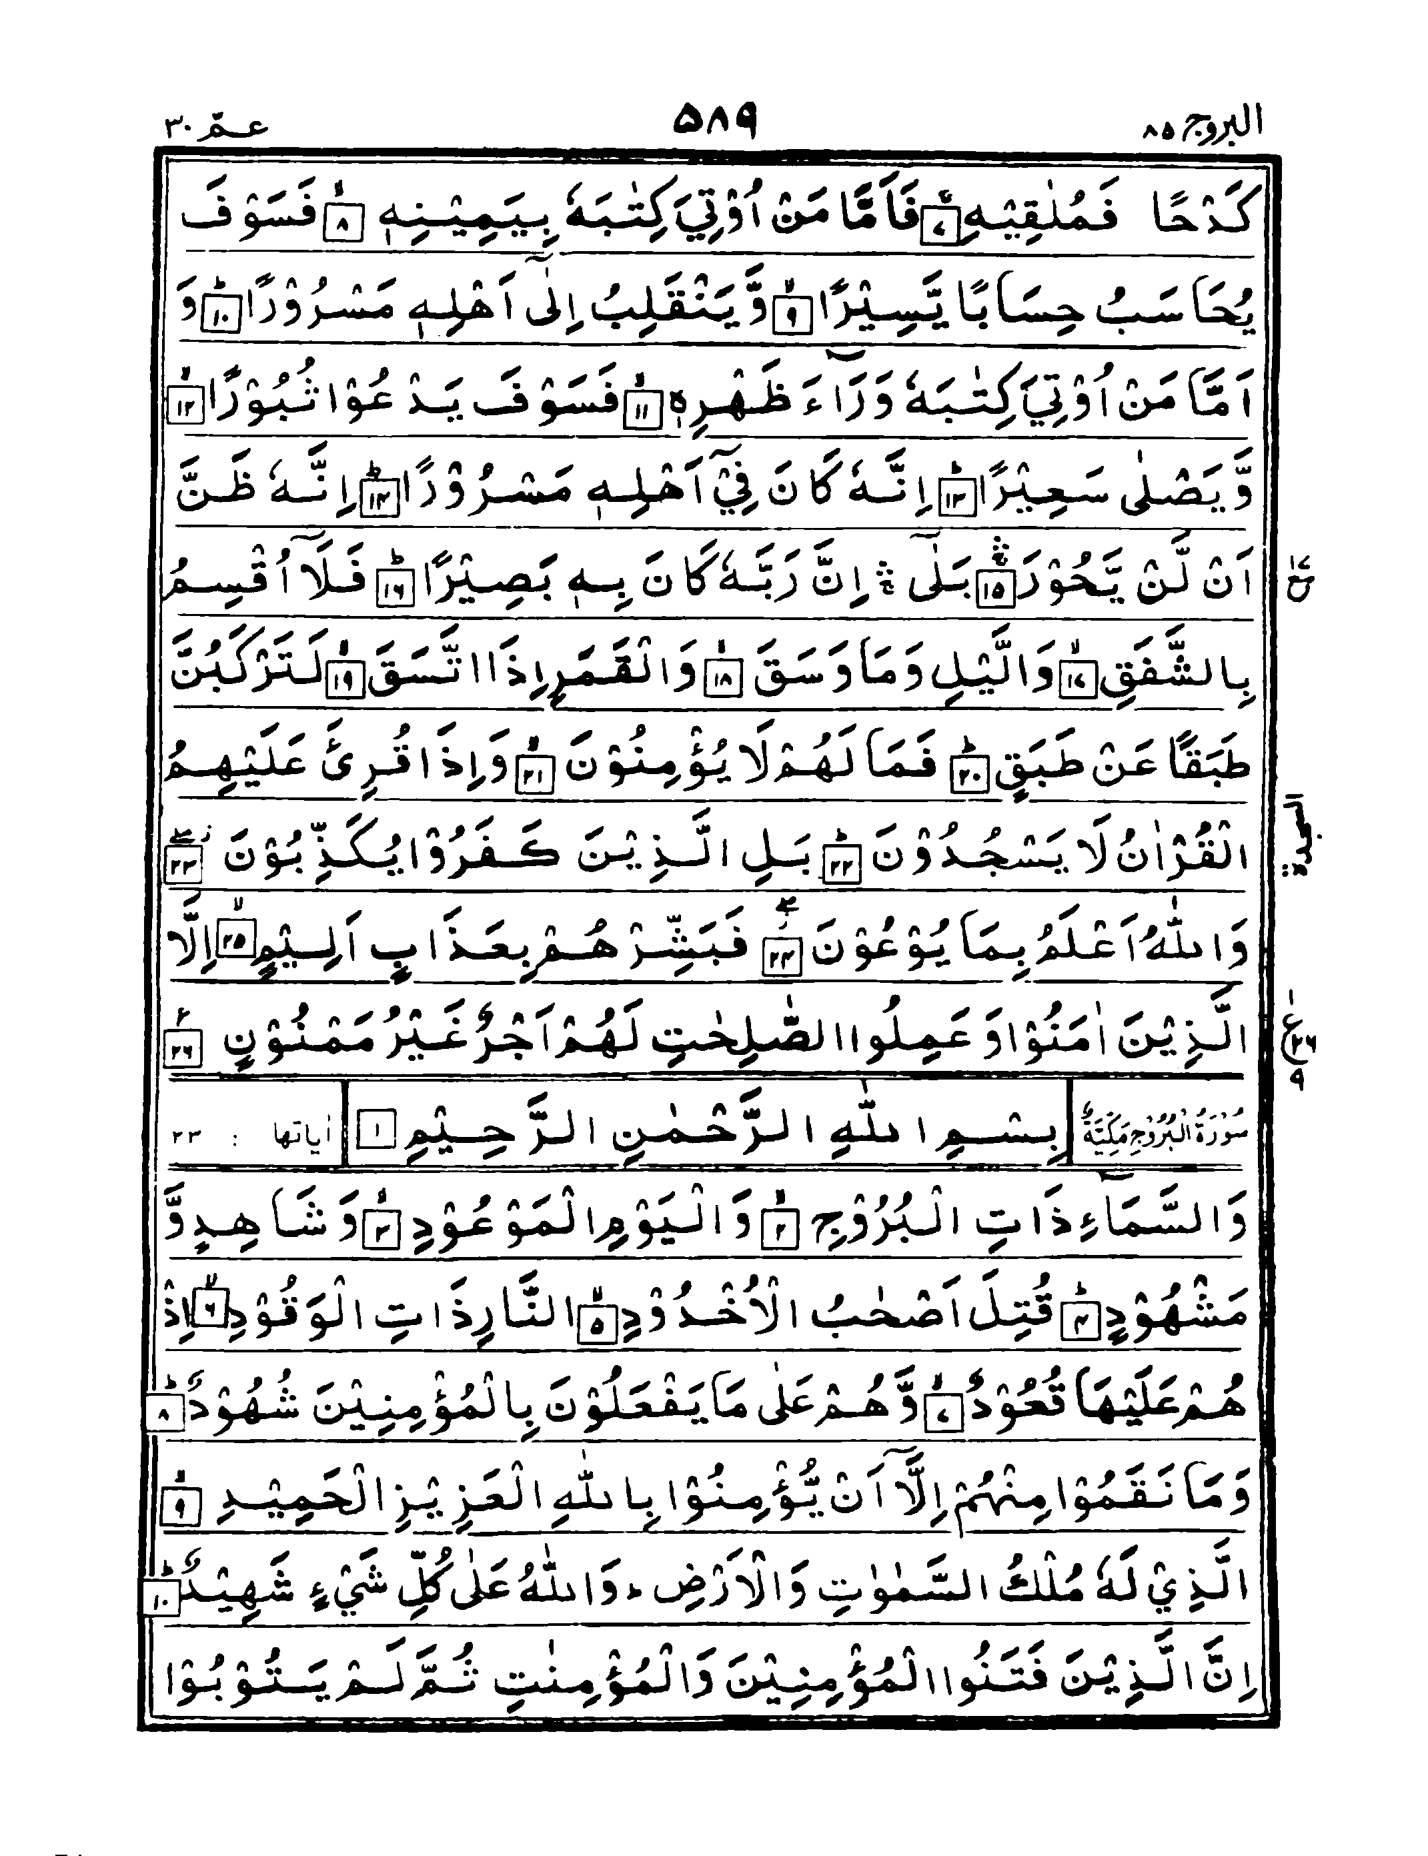 البروج ٨٥ ٥٨٩ عمّ ٣٠
كَدْحًا فَمُلٰقِيْهِ ۚ ٧ فَاَمَّا مَنْ اُوْتِيَ كِتٰبَهٗ بِيَمِيْنِهٖ ۙ ٨ فَسَوْفَ
يُحَاسَبُ حِسَابًا يَّسِيْرًا ۙ ٩ وَّيَنْقَلِبُ اِلٰٓى اَهْلِهٖ مَسْرُوْرًا ؕ ١٠ وَ
اَمَّا مَنْ اُوْتِيَ كِتٰبَهٗ وَرَآءَ ظَهْرِهٖ ۙ ١١ فَسَوْفَ يَدْعُوْا ثُبُوْرًا ۙ ١٢
وَّيَصْلٰى سَعِيْرًا ؕ ١٣ اِنَّهٗ كَانَ فِيْٓ اَهْلِهٖ مَسْرُوْرًا ؕ ١٤ اِنَّهٗ ظَنَّ
اَنْ لَّنْ يَّحُوْرَ ۛۚ ١٥ بَلٰٓى ۛۚ اِنَّ رَبَّهٗ كَانَ بِهٖ بَصِيْرًا ؕ ١٦ فَلَآ اُقْسِمُ
بِالشَّفَقِ ۙ ١٧ وَالَّيْلِ وَمَا وَسَقَ ۙ ١٨ وَالْقَمَرِ اِذَا اتَّسَقَ ۙ ١٩ لَتَرْكَبُنَّ
طَبَقًا عَنْ طَبَقٍ ؕ ٢٠ فَمَا لَهُمْ لَا يُؤْمِنُوْنَ ۙ ٢١ وَاِذَا قُرِئَ عَلَيْهِمُ
الْقُرْاٰنُ لَا يَسْجُدُوْنَ ؕ ٢٢ بَلِ الَّذِيْنَ كَفَرُوْا يُكَذِّبُوْنَ ٢٣
السجدة
وَاللّٰهُ اَعْلَمُ بِمَا يُوْعُوْنَ ٢٤ فَبَشِّرْهُمْ بِعَذَابٍ اَلِيْمٍ ۙ ٢٥ اِلَّا
الَّذِيْنَ اٰمَنُوْا وَعَمِلُوا الصّٰلِحٰتِ لَهُمْ اَجْرٌ غَيْرُ مَمْنُوْنٍ ٢٦
١ ع ٢٦ ٩
سُوْرَةُ الْبُرُوْجِ مَكِّيَّةٌ بِسْمِ اللّٰهِ الرَّحْمٰنِ الرَّحِيْمِ ١ اٰياتها : ٢٣
وَالسَّمَآءِ ذَاتِ الْبُرُوْجِ ۙ ٢ وَالْيَوْمِ الْمَوْعُوْدِ ۙ ٣ وَشَاهِدٍ وَّ
مَشْهُوْدٍ ؕ ٤ قُتِلَ اَصْحٰبُ الْاُخْدُوْدِ ۙ ٥ النَّارِ ذَاتِ الْوَقُوْدِ ۙ ٦ اِذْ
هُمْ عَلَيْهَا قُعُوْدٌ ۙ ٧ وَّهُمْ عَلٰى مَا يَفْعَلُوْنَ بِالْمُؤْمِنِيْنَ شُهُوْدٌ ؕ ٨
وَمَا نَقَمُوْا مِنْهُمْ اِلَّآ اَنْ يُّؤْمِنُوْا بِاللّٰهِ الْعَزِيْزِ الْحَمِيْدِ ۙ ٩
الَّذِيْ لَهٗ مُلْكُ السَّمٰوٰتِ وَالْاَرْضِ ؕ وَاللّٰهُ عَلٰى كُلِّ شَيْءٍ شَهِيْدٌ ؕ ١٠
اِنَّ الَّذِيْنَ فَتَنُوا الْمُؤْمِنِيْنَ وَالْمُؤْمِنٰتِ ثُمَّ لَمْ يَتُوْبُوْا